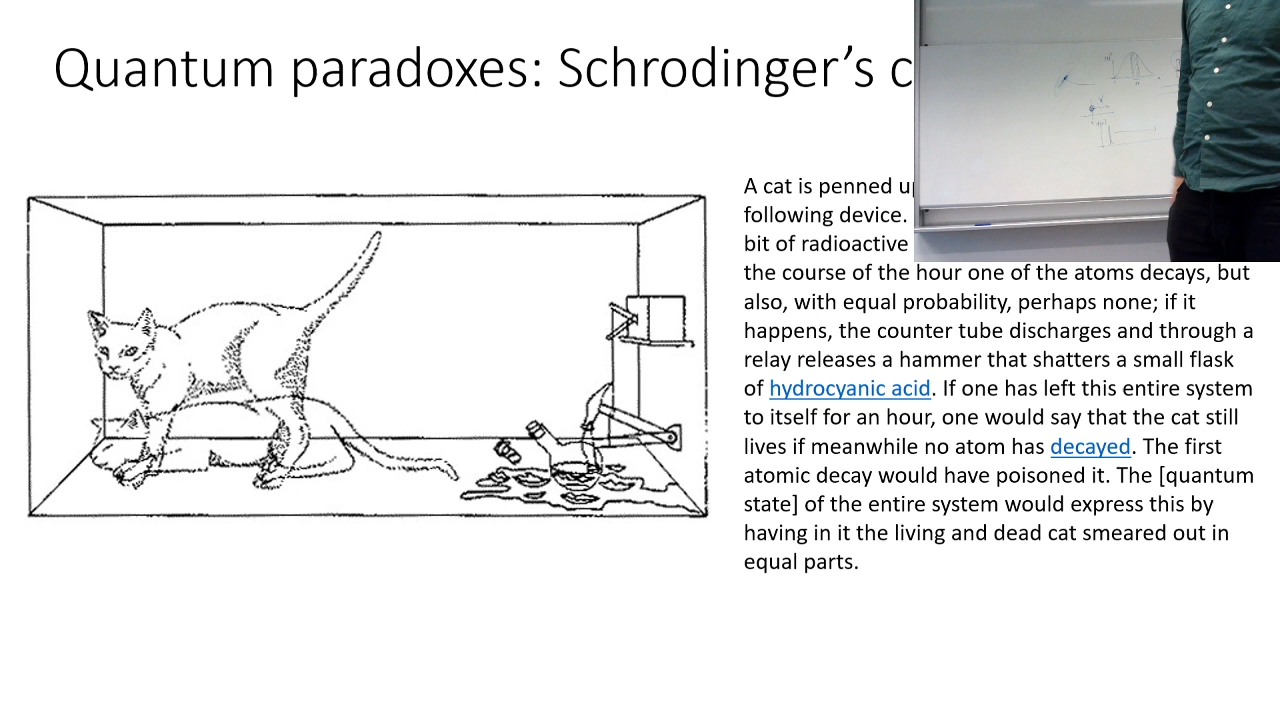 Quantum paradoxes: Schrodinger's c
A cat is penned up
following device.
bit of radioactive
the course of the hour one of the atoms decays, but
also, with equal probability, perhaps none; if it
happens, the counter tube discharges and through a
relay releases a hammer that shatters a small flask
of hydrocyanic acid. If one has left this entire system
to itself for an hour, one would say that the cat still
lives if meanwhile no atom has decayed. The first
atomic decay would have poisoned it. The [quantum
state] of the entire system would express this by
having in it the living and dead cat smeared out in
equal parts.